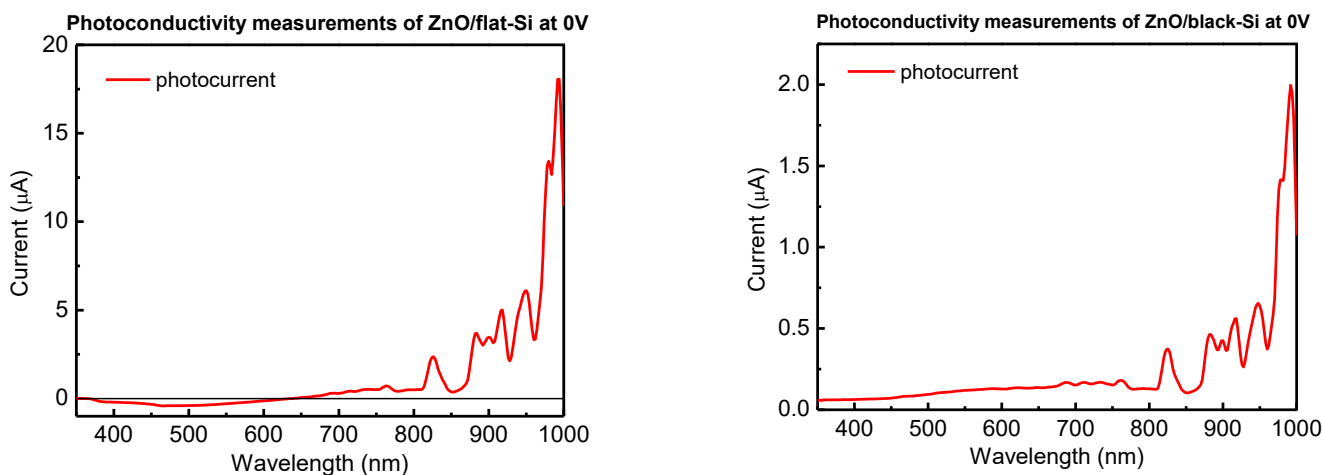 Photoconductivity measurements of ZnO/flat-Si at 0V
20
15
10
5
0
Current (μA)
photocurrent
400 500 600 700 800 900 1000
Wavelength (nm)
Photoconductivity measurements of ZnO/black-Si at 0V
2.0
1.5
1.0
0.5
0.0
Current (μA)
photocurrent
400 500 600 700 800 900 1000
Wavelength (nm)